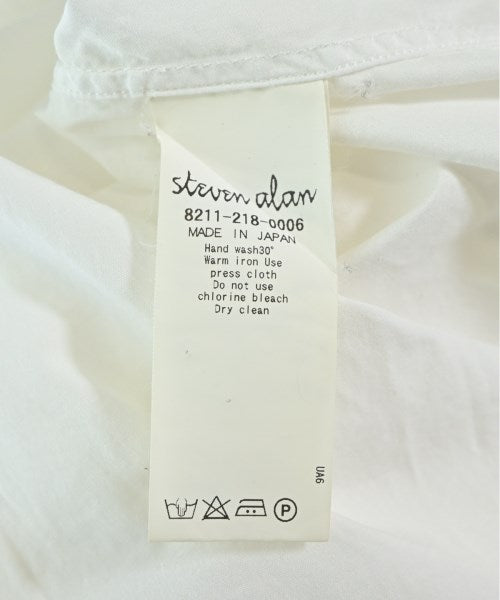 steven alan
8211-218-0006
MADE IN JAPAN
Hand wash30°
Warm iron Use
press cloth
Do not use
chlorine bleach
Dry clean
UA6
P